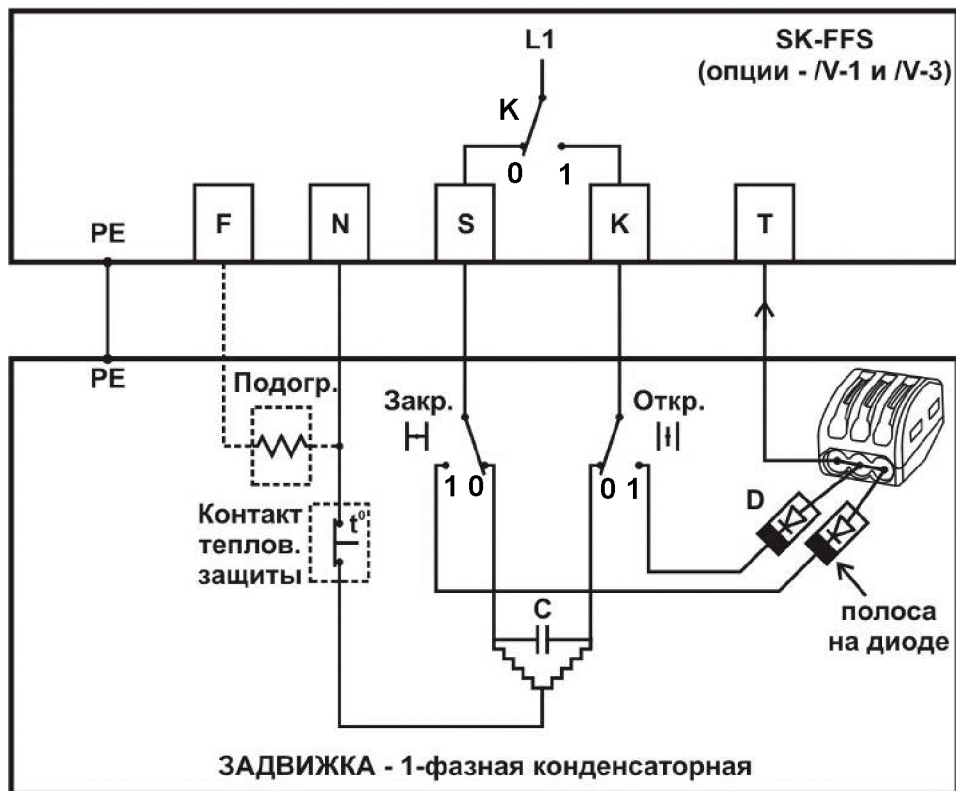 L1
SK-FFS
(опции - /V-1 и /V-3)
K
0 1
PE F N S K T
PE
Подогр.
Закр.
Откр.
1 0
0 1
D
Контакт
теплов.
защиты
t°
C
полоса
на диоде
ЗАДВИЖКА - 1-фазная конденсаторная